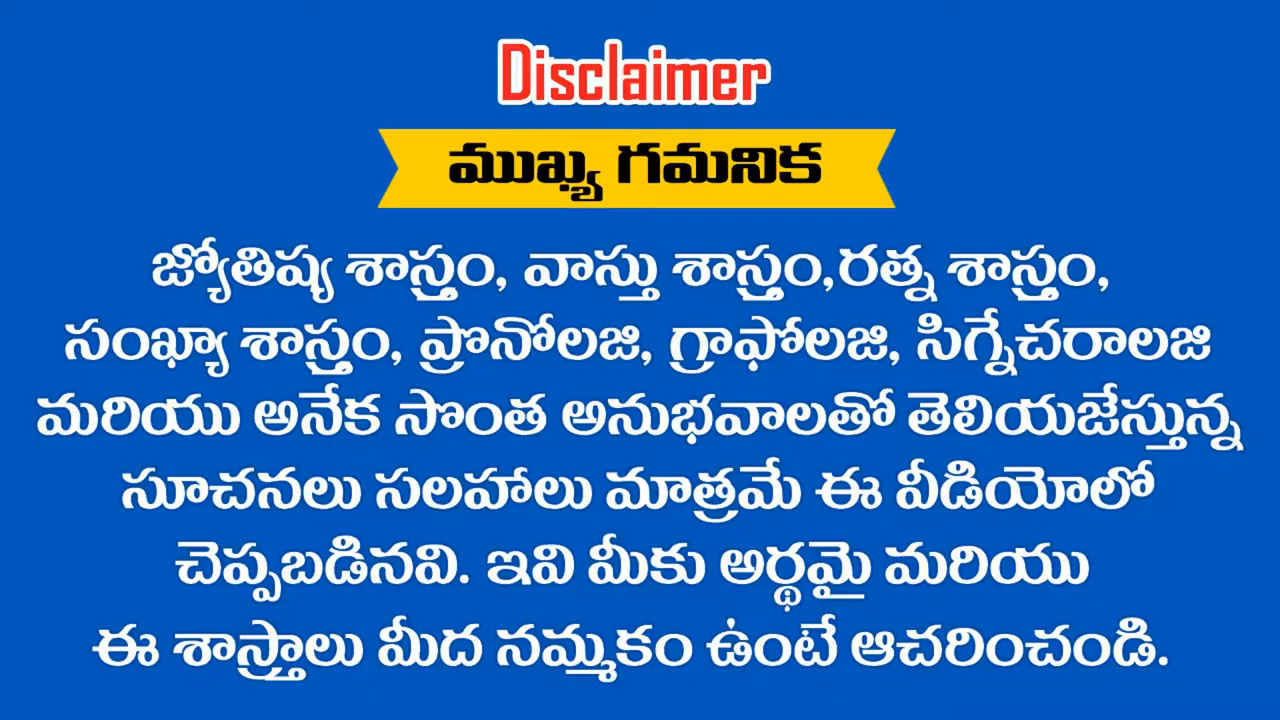 Disclaimer
ముఖ్య గమనిక
జ్యోతిష్య శాస్త్రం, వాస్తు శాస్త్రం,రత్న శాస్త్రం,
సంఖ్యా శాస్త్రం, ప్రొనోలజి, గ్రాఫోలజి, సిగ్నేచరాలజి
మరియు అనేక సొంత అనుభవాలతో తెలియజేస్తున్న
సూచనలు సలహాలు మాత్రమే ఈ వీడియోలో
చెప్పబడినవి. ఇవి మీకు అర్థమై మరియు
ఈ శాస్త్రాలు మీద నమ్మకం ఉంటే ఆచరించండి.